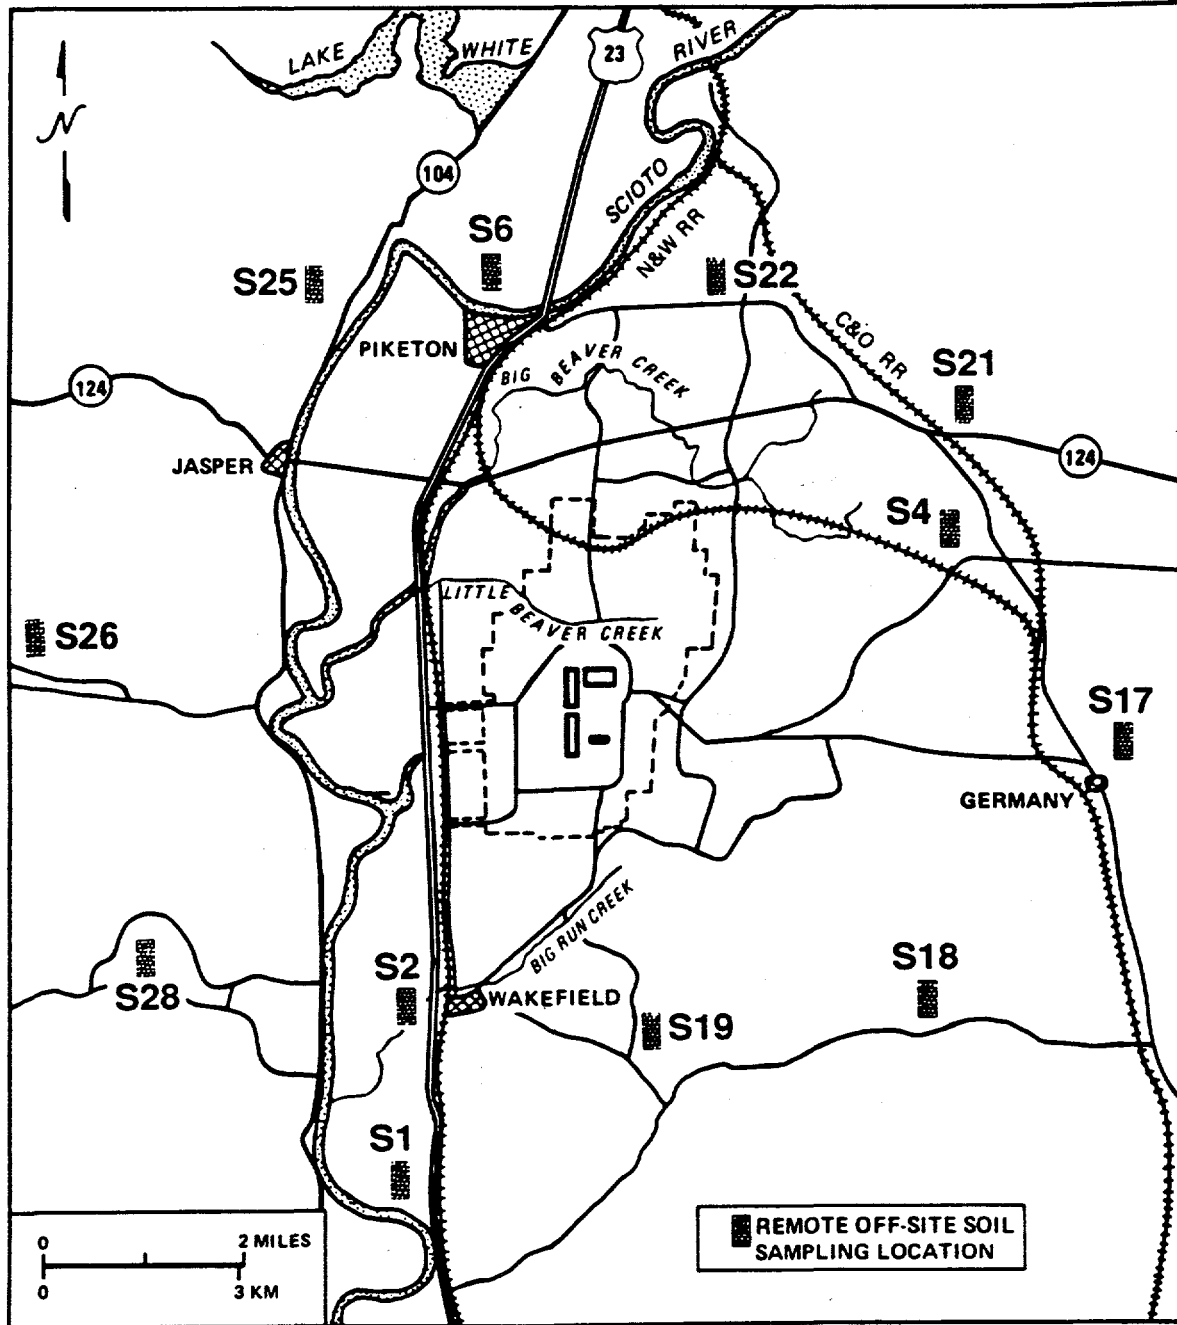 LAKE WHITE
23
RIVER
N
104
SCIOTO
S6
N&W RR
S25
S22
PIKETON
C&O RR
BIG BEAVER CREEK
S21
124
JASPER
124
S4
LITTLE BEAVER CREEK
S26
S17
GERMANY
BIG RUN CREEK
S2
S18
S28
WAKEFIELD
S19
S1
0 2 MILES
0 3 KM
REMOTE OFF-SITE SOIL
SAMPLING LOCATION